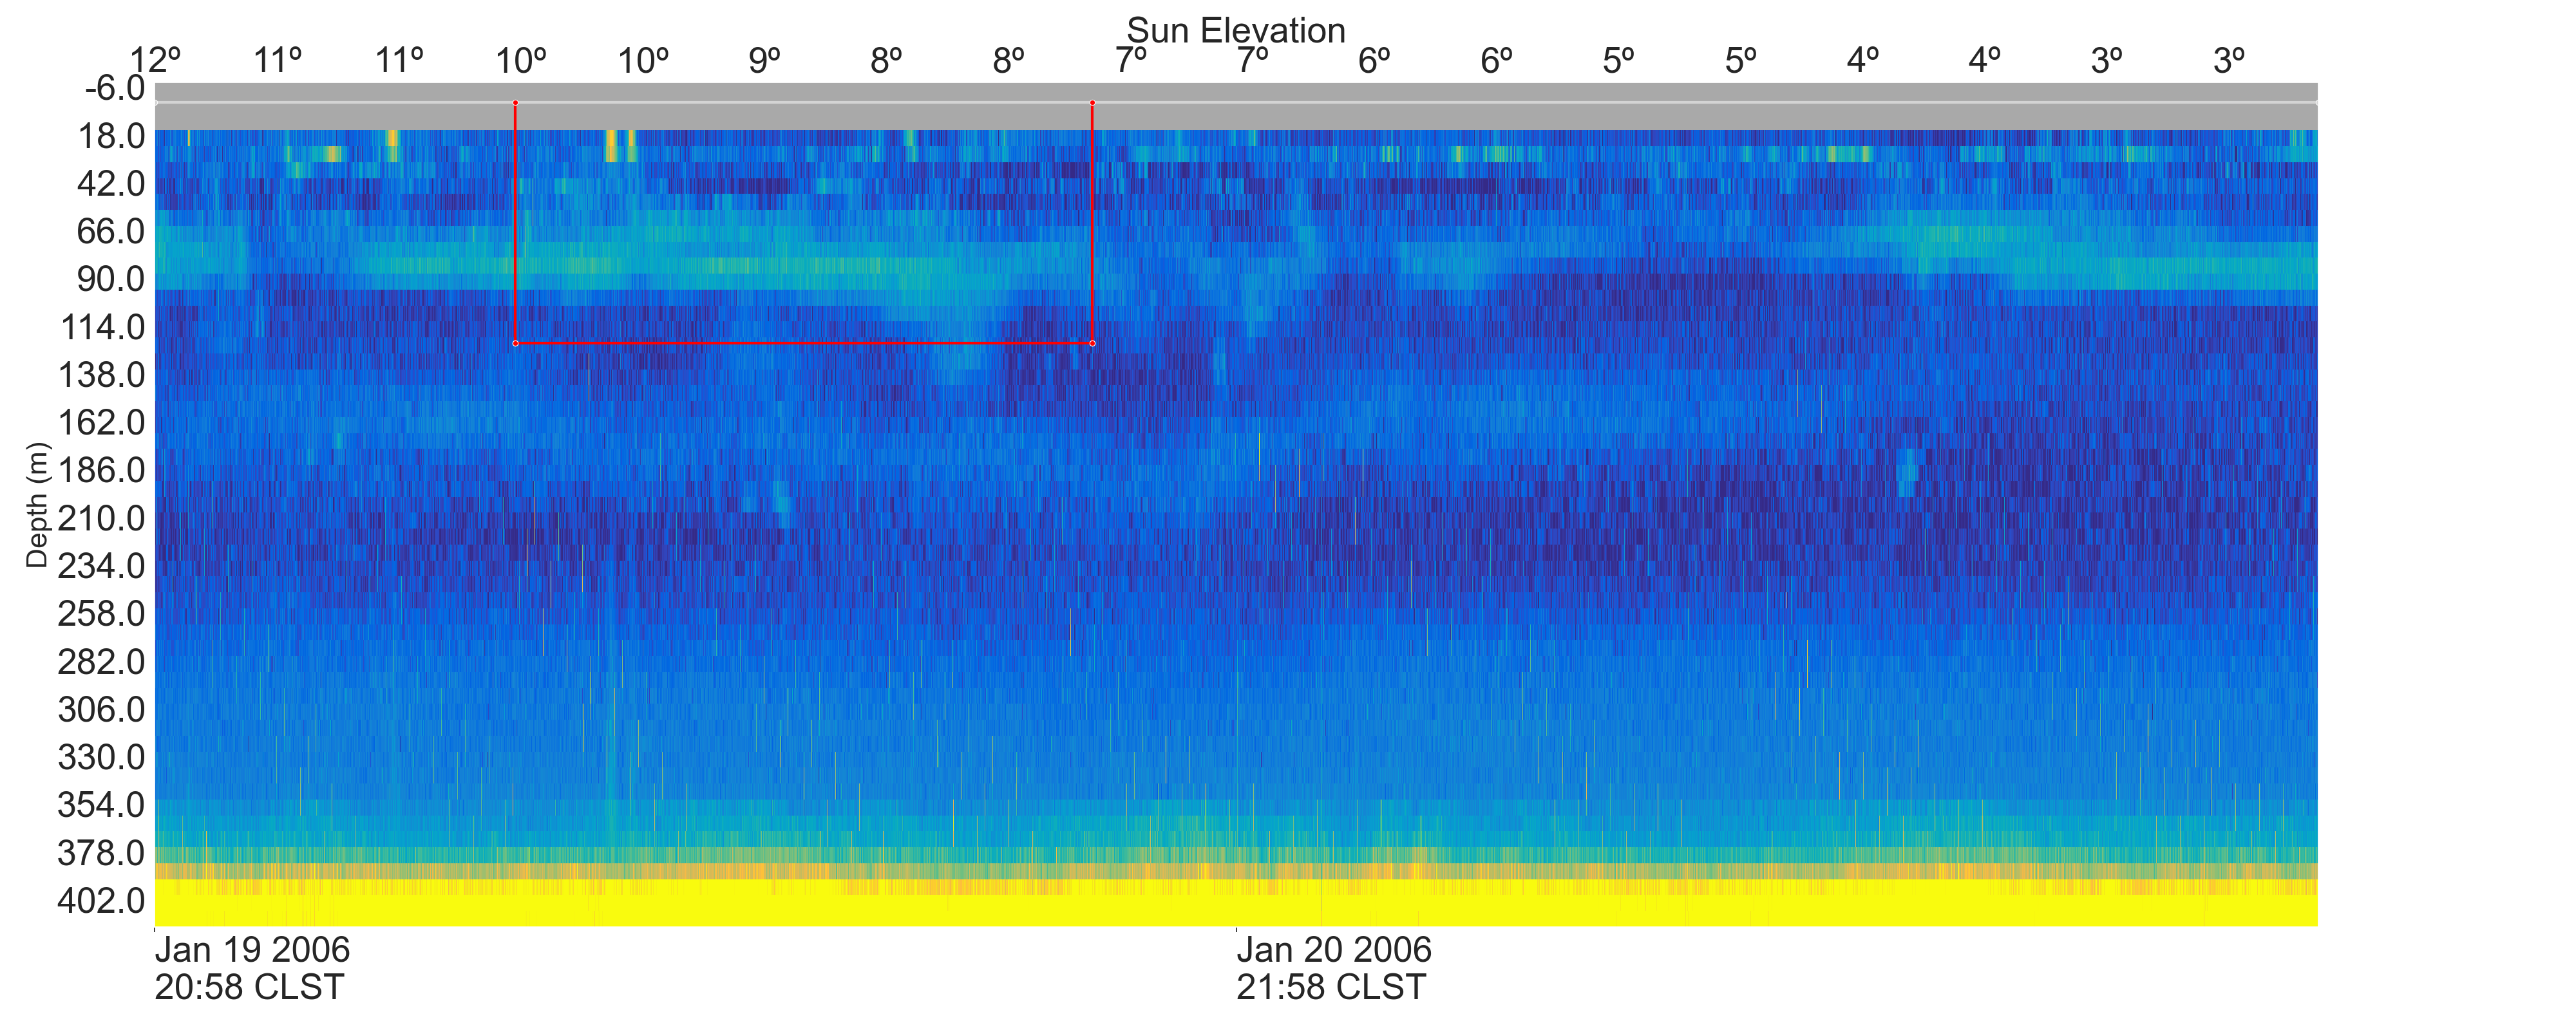 Sun Elevation
12º 11º 11º 10º 10º 9º 8º 8º 7º 7º 6º 6º 5º 5º 4º 4º 3º 3º
-6.0
18.0
42.0
66.0
90.0
114.0
138.0
162.0
186.0
210.0
234.0
258.0
282.0
306.0
330.0
354.0
378.0
402.0
Depth (m)
Jan 19 2006
20:58 CLST
Jan 20 2006
21:58 CLST